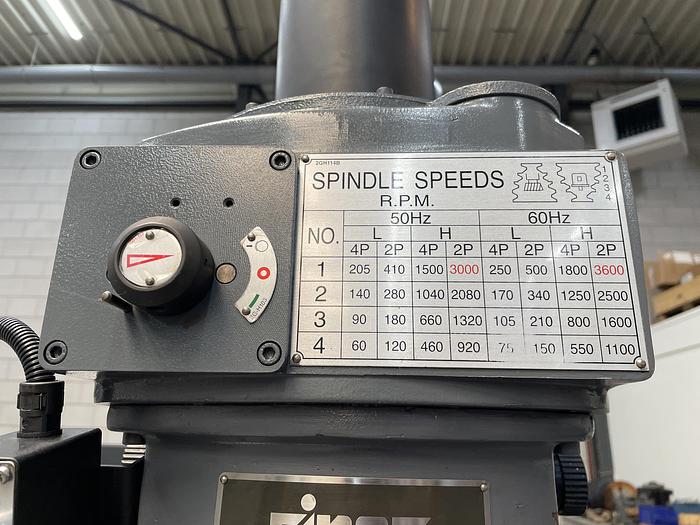 2GH114B
SPINDLE SPEEDS
R.P.M.
1
2
3
4
NO. 50Hz 60Hz
L H L H
4P 2P 4P 2P 4P 2P 4P 2P
1 205 410 1500 3000 250 500 1800 3600
2 140 280 1040 2080 170 340 1250 2500
3 90 180 660 1320 105 210 800 1600
4 60 120 460 920 75 150 550 1100